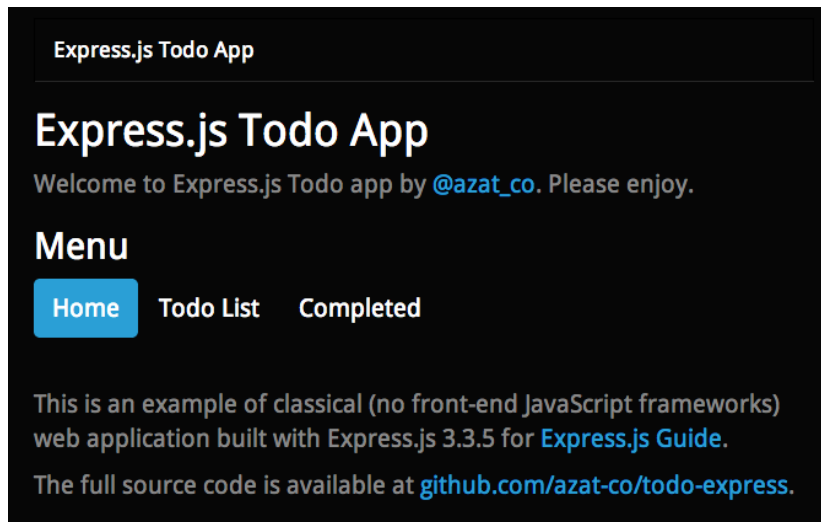 Express.js Todo App
Express.js Todo App
Welcome to Express.js Todo app by @azat_co. Please enjoy.
Menu
Home Todo List Completed
This is an example of classical (no front-end JavaScript frameworks)
web application built with Express.js 3.3.5 for Express.js Guide.
The full source code is available at github.com/azat-co/todo-express.